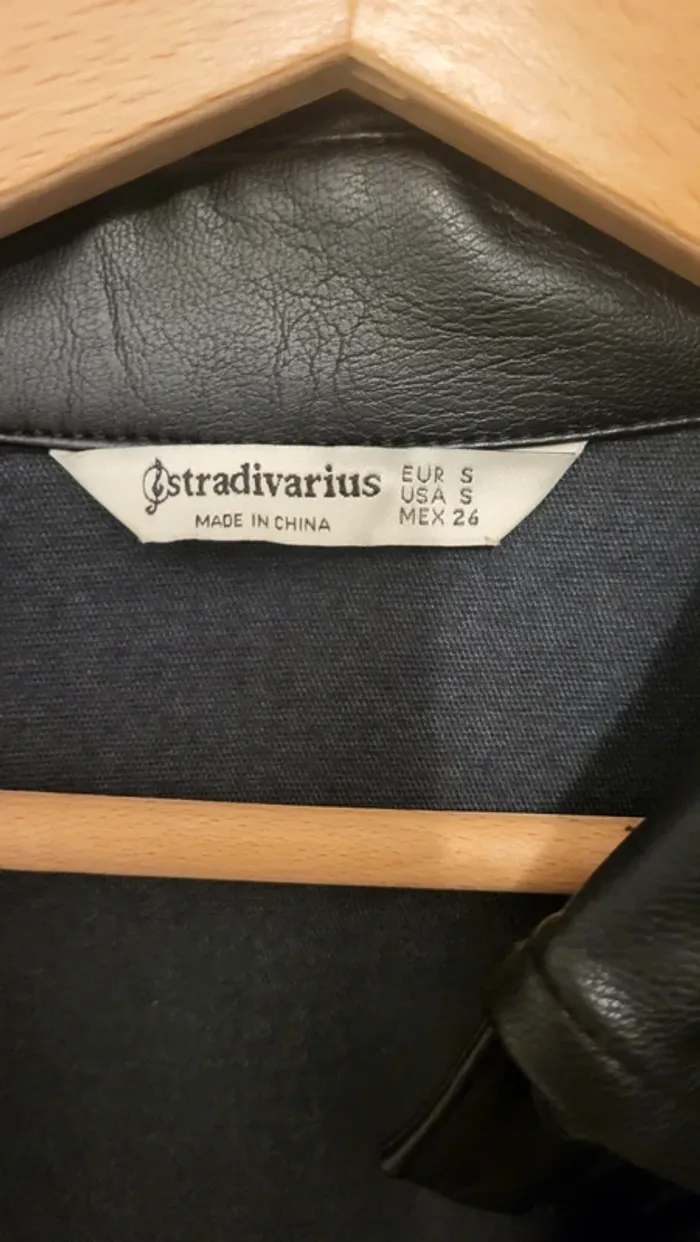 stradivarius
MADE IN CHINA
EUR S
USA S
MEX 26